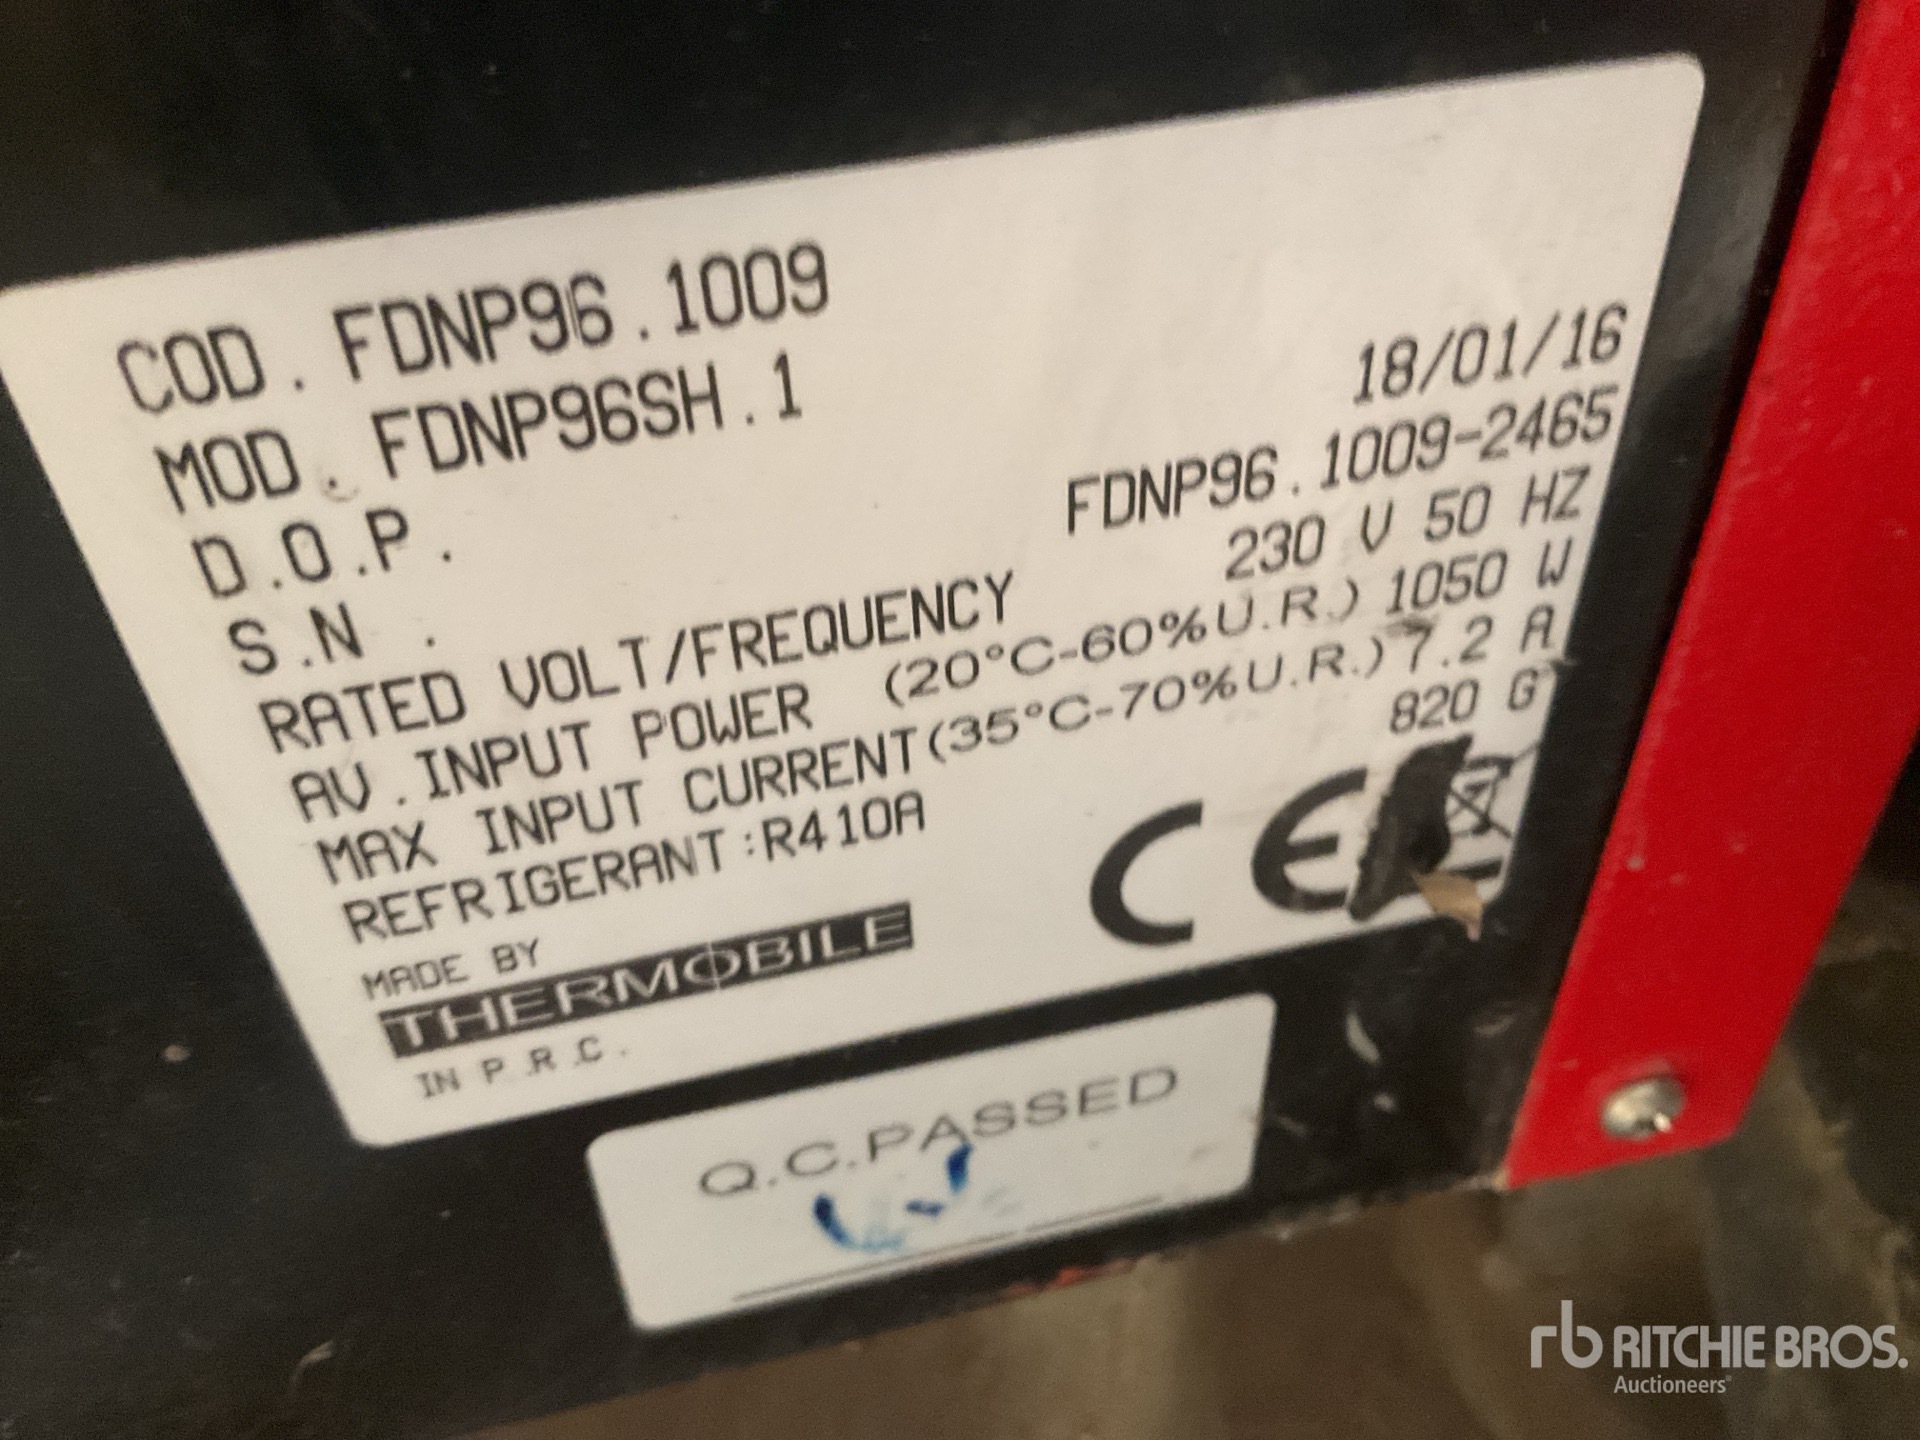 COD. FDNP96.1009
MOD. FDNP96SH.1
D.O.P. 18/01/16
S.N. FDNP96.1009-2465
RATED VOLT/FREQUENCY 230 V 50 HZ
AV.INPUT POWER (20°C-60%U.R.) 1050 W
MAX INPUT CURRENT(35°C-70%U.R.) 7.2 A
REFRIGERANT:R410A 820 G
MADE BY
THERMOBILE
IN P.R.C.
CE
Q.C.PASSED
rb RITCHIE BROS.
Auctioneers